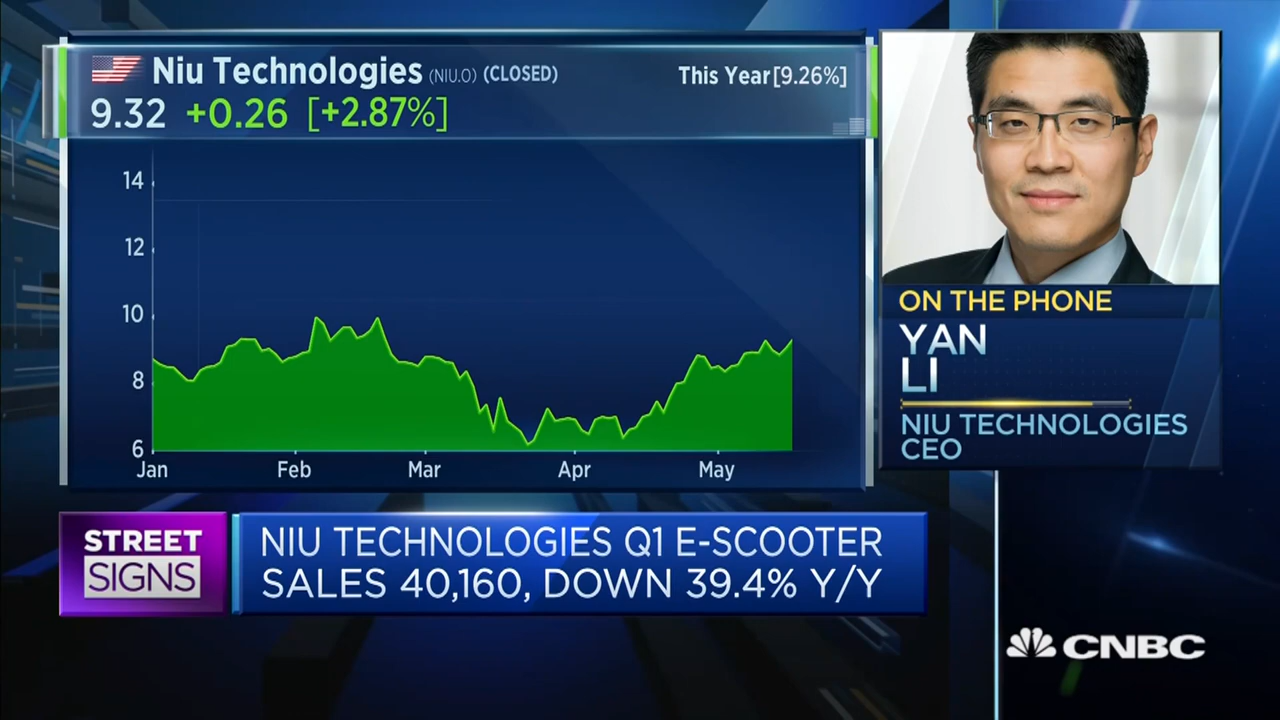 Niu Technologies (NIU.O) (CLOSED) This Year[9.26%]
9.32 +0.26 [+2.87%]
14
12
10
8
6
Jan Feb Mar Apr May
ON THE PHONE
YAN
LI
NIU TECHNOLOGIES
CEO
STREET
SIGNS
NIU TECHNOLOGIES Q1 E-SCOOTER
SALES 40,160, DOWN 39.4% Y/Y
CNBC